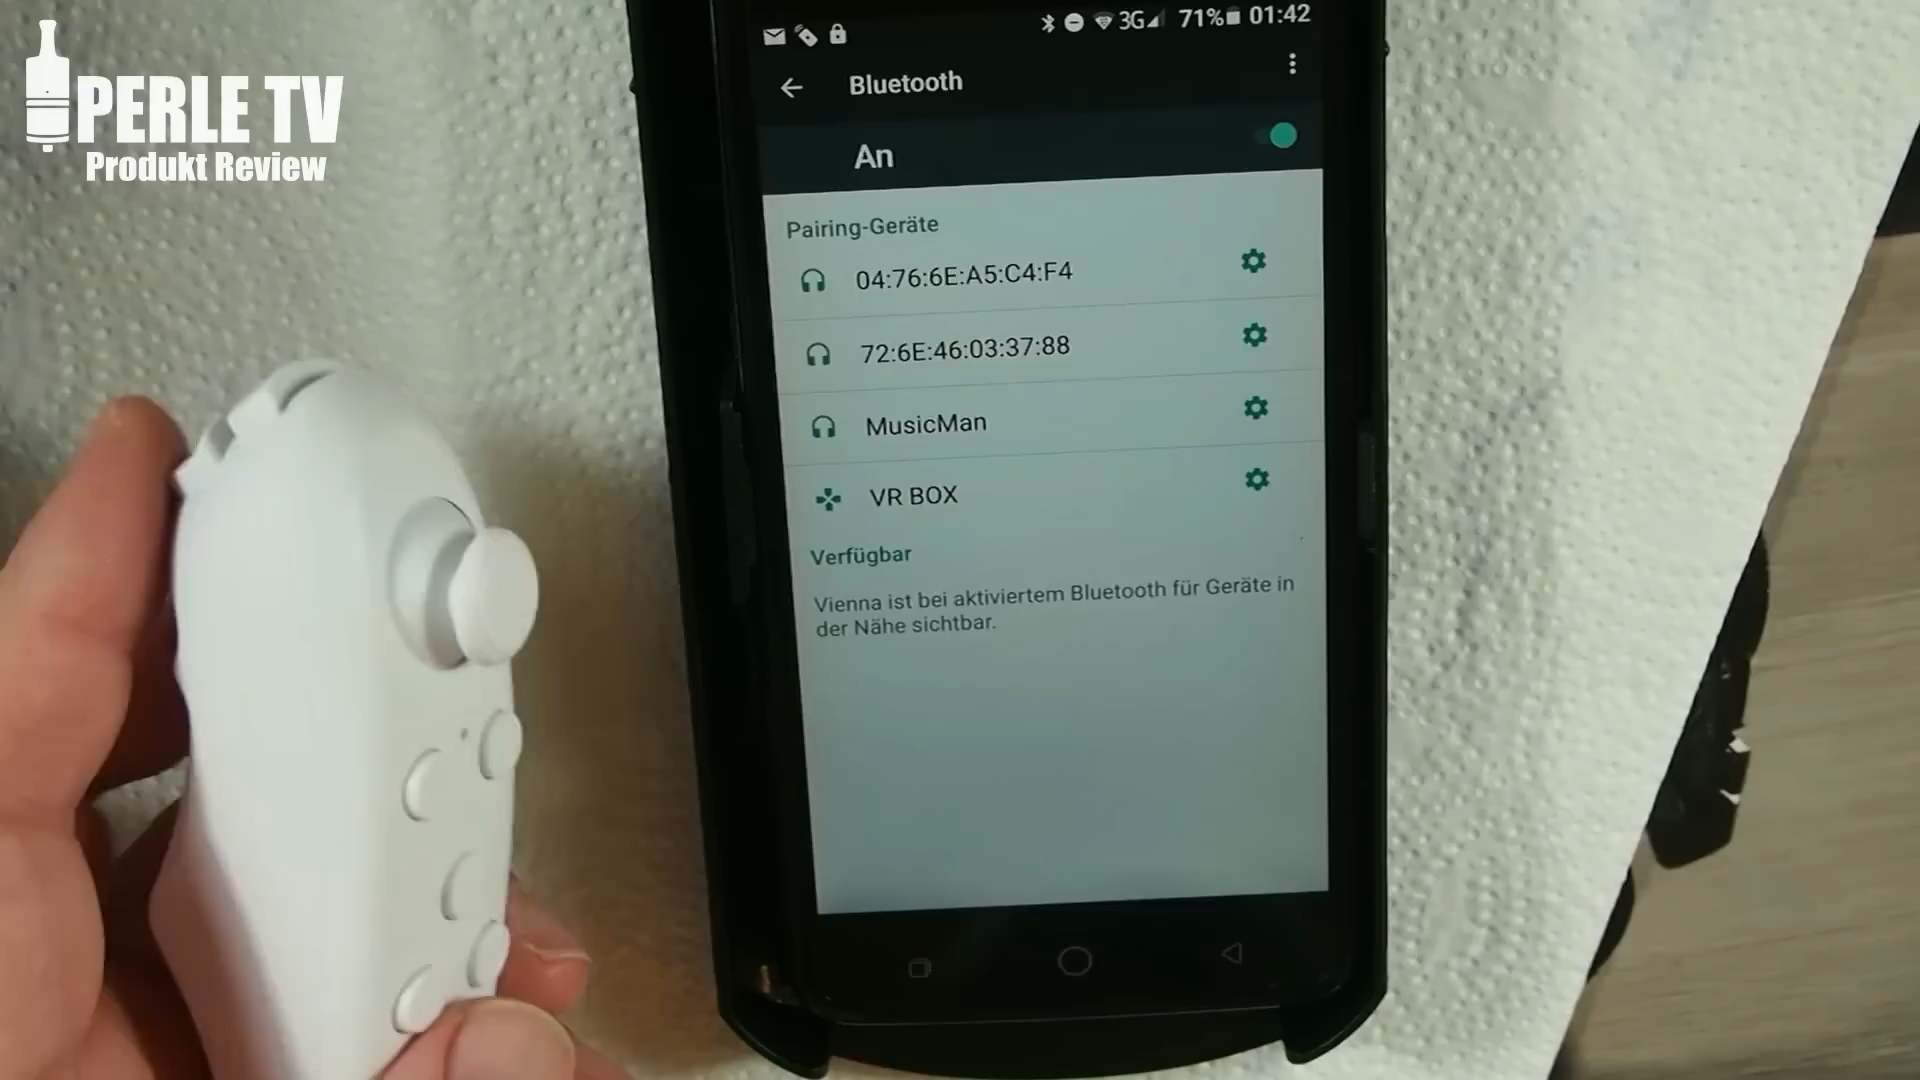 PERLE TV
Produkt Review
3G 71% 01:42
Bluetooth
An
Pairing-Geräte
04:76:6E:A5:C4:F4
72:6E:46:03:37:88
MusicMan
VR BOX
Verfügbar
Vienna ist bei aktiviertem Bluetooth für Geräte in
der Nähe sichtbar.